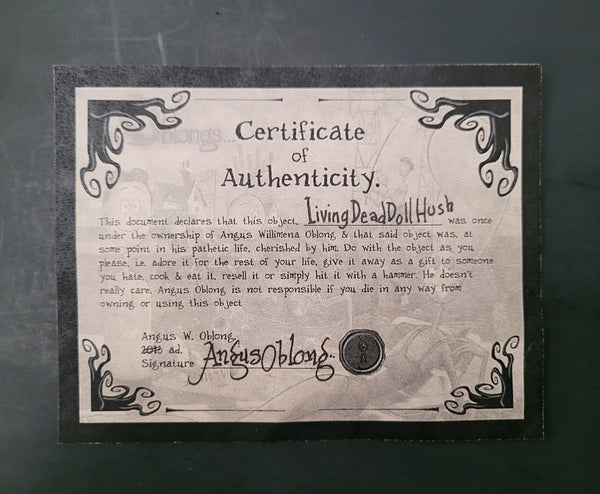 Oblongs...
Certificate
of
Authenticity.
This document declares that this object, LivingDeadDoll Hush was once
under the ownership of Angus Willimena Oblong, & that said object was, at
some point in his pathetic life, cherished by him. Do with the object as you
please, i.e. adore it for the rest of your life, give it away as a gift to someone
you hate, cook & eat it, resell it or simply hit it with a hammer. He doesn't
really care. Angus Oblong is not responsible if you die in any way from
owning or using this object
Angus W. Oblong,
2013 ad.
Signature AngusOblong..